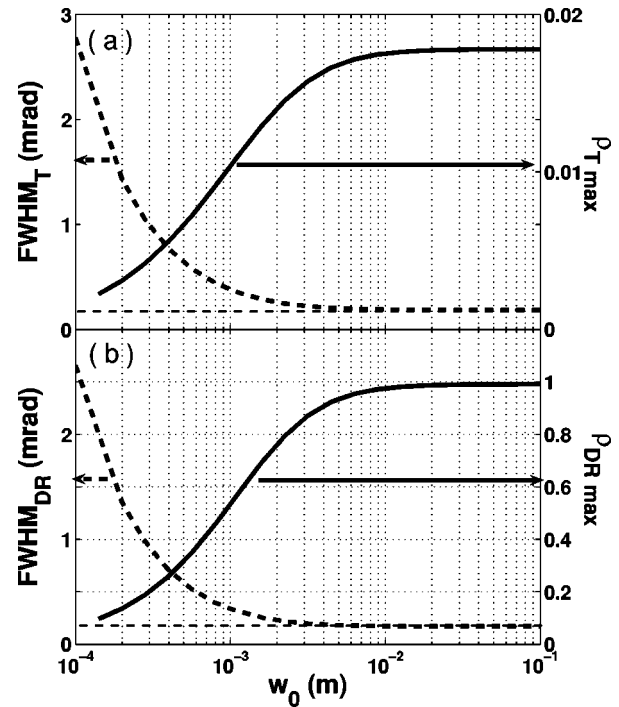 3
2
1
0
FWHM_T (mrad)
(a)
0.02
0.01
0
ρ_T max
2
1
0
FWHM_DR (mrad)
(b)
1
0.8
0.6
0.4
0.2
0
ρ_DR max
10^-4
10^-3
10^-2
10^-1
w_0 (m)